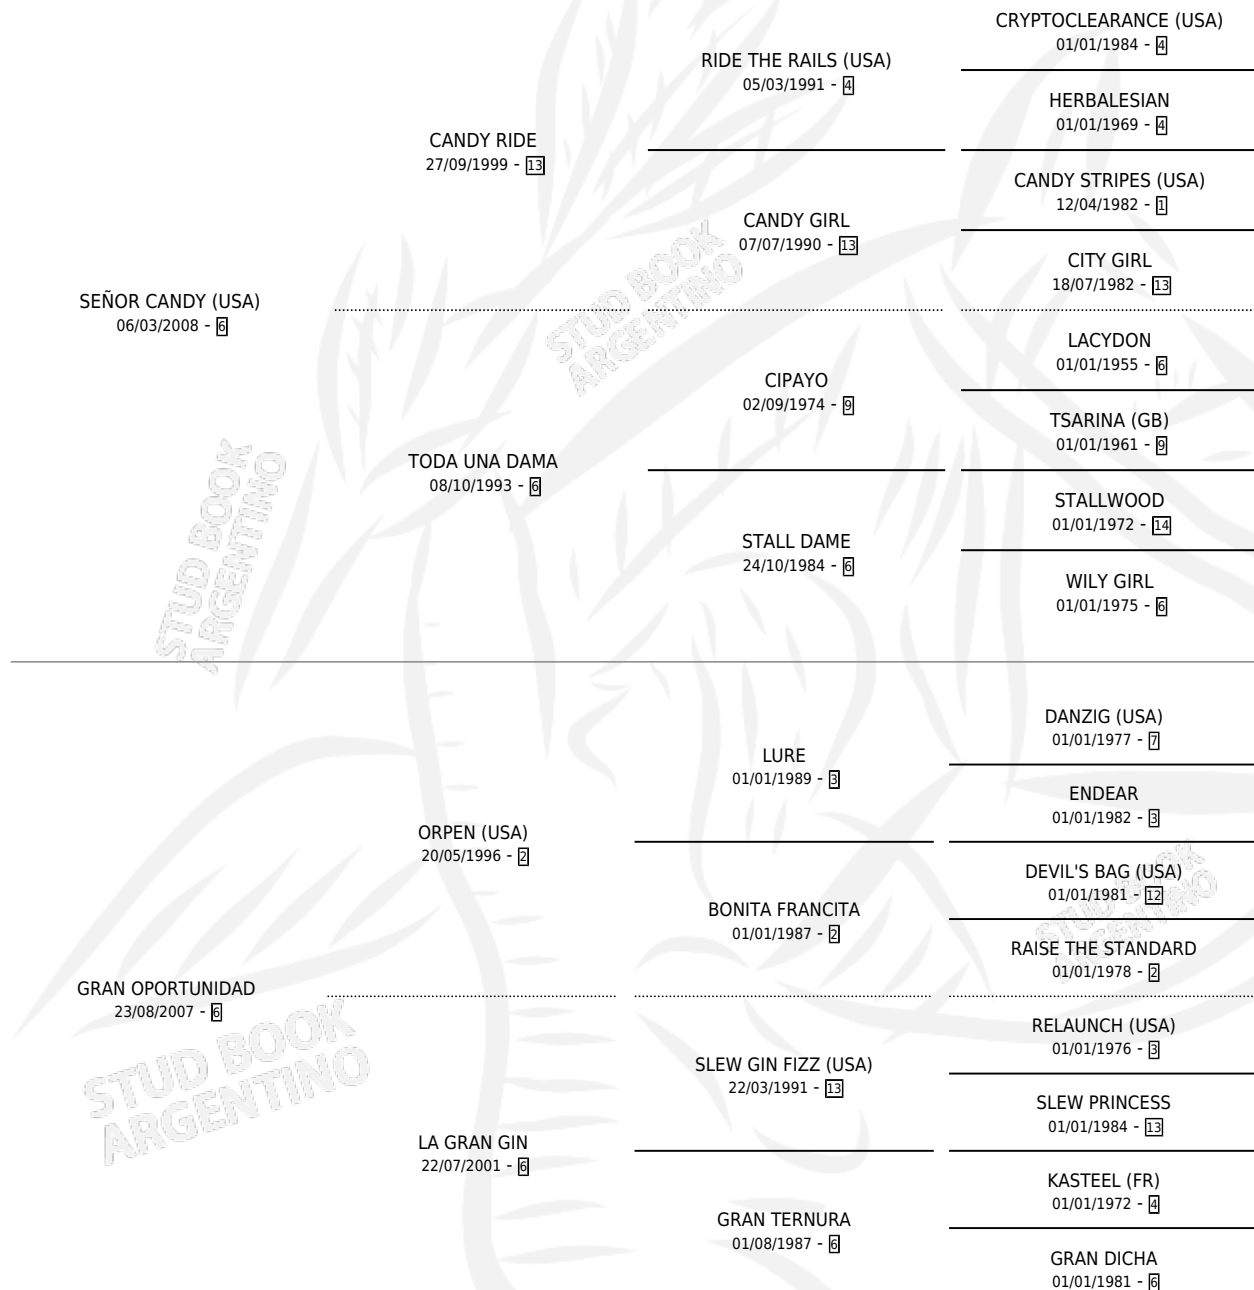 CRYPTOCLEARANCE (USA)
01/01/1984 - 4
RIDE THE RAILS (USA)
05/03/1991 - 4
HERBALESIAN
01/01/1969 - 4
CANDY RIDE
27/09/1999 - 13
CANDY STRIPES (USA)
12/04/1982 - 1
CANDY GIRL
07/07/1990 - 13
CITY GIRL
18/07/1982 - 13
SEÑOR CANDY (USA)
06/03/2008 - 6
LACYDON
01/01/1955 - 6
CIPAYO
02/09/1974 - 9
TSARINA (GB)
01/01/1961 - 9
TODA UNA DAMA
08/10/1993 - 6
STALLWOOD
01/01/1972 - 14
STALL DAME
24/10/1984 - 6
WILY GIRL
01/01/1975 - 6
DANZIG (USA)
01/01/1977 - 7
LURE
01/01/1989 - 3
ENDEAR
01/01/1982 - 3
ORPEN (USA)
20/05/1996 - 2
DEVIL'S BAG (USA)
01/01/1981 - 12
BONITA FRANCITA
01/01/1987 - 2
RAISE THE STANDARD
01/01/1978 - 2
GRAN OPORTUNIDAD
23/08/2007 - 6
RELAUNCH (USA)
01/01/1976 - 3
SLEW GIN FIZZ (USA)
22/03/1991 - 13
SLEW PRINCESS
01/01/1984 - 13
LA GRAN GIN
22/07/2001 - 6
KASTEEL (FR)
01/01/1972 - 4
GRAN TERNURA
01/08/1987 - 6
GRAN DICHA
01/01/1981 - 6
STUD BOOK
ARGENTINO
STUD BOOK
ARGENTINO
STUD BOOK
ARGENTINO
STUD BOOK
ARGENTINO